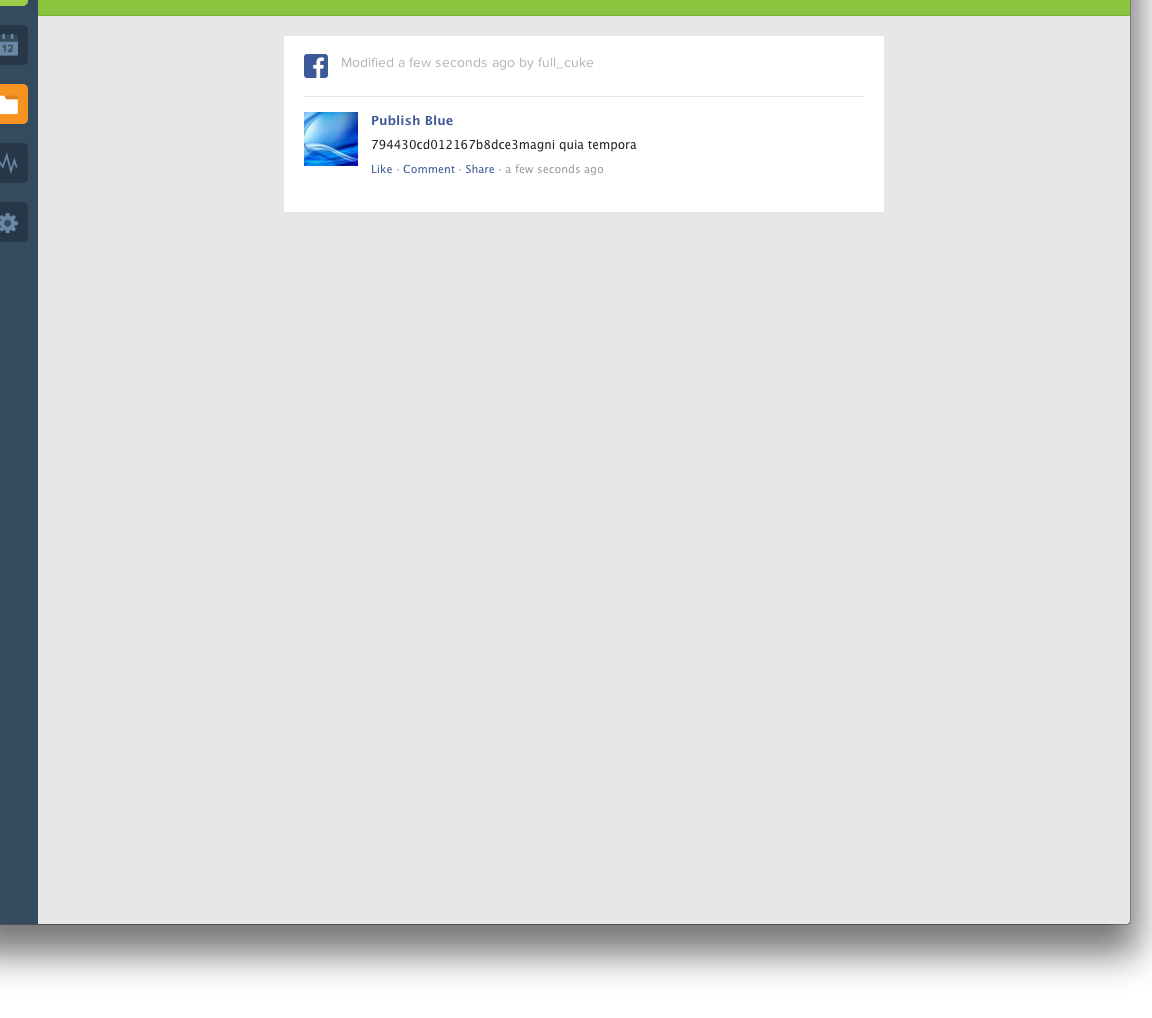 12
Modified a few seconds ago by full_cuke
Publish Blue
794430cd012167b8dce3magni quia tempora
Like · Comment · Share · a few seconds ago